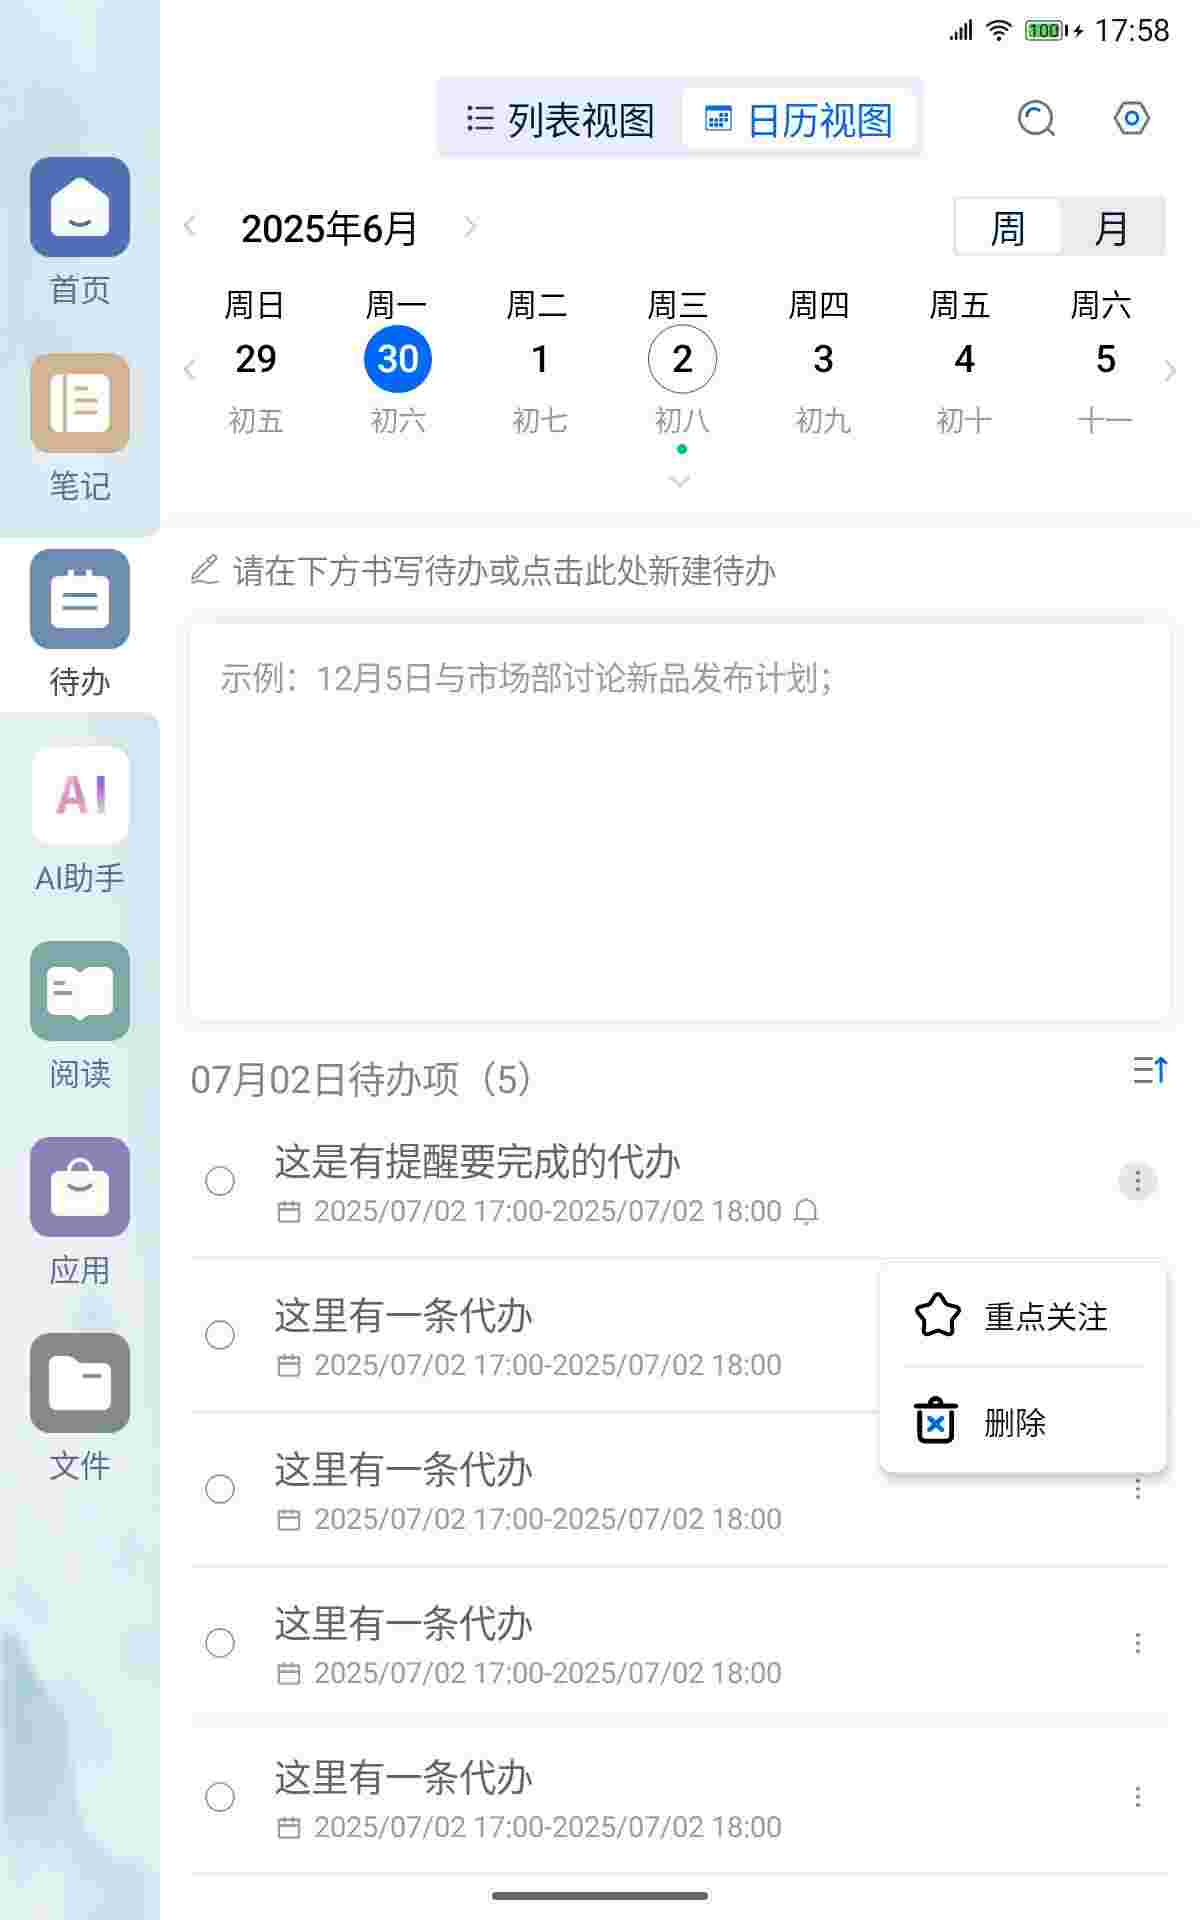 100 17:58
列表视图 日历视图
2025年6月 周 月
周日 周一 周二 周三 周四 周五 周六
29 30 1 2 3 4 5
初五 初六 初七 初八 初九 初十 十一
请在下方书写待办或点击此处新建待办
示例：12月5日与市场部讨论新品发布计划；
07月02日待办项（5）
这是有提醒要完成的代办
2025/07/02 17:00-2025/07/02 18:00
重点关注
删除
这里有一条代办
2025/07/02 17:00-2025/07/02 18:00
这里有一条代办
2025/07/02 17:00-2025/07/02 18:00
这里有一条代办
2025/07/02 17:00-2025/07/02 18:00
这里有一条代办
2025/07/02 17:00-2025/07/02 18:00
首页
笔记
待办
AI
AI助手
阅读
应用
文件